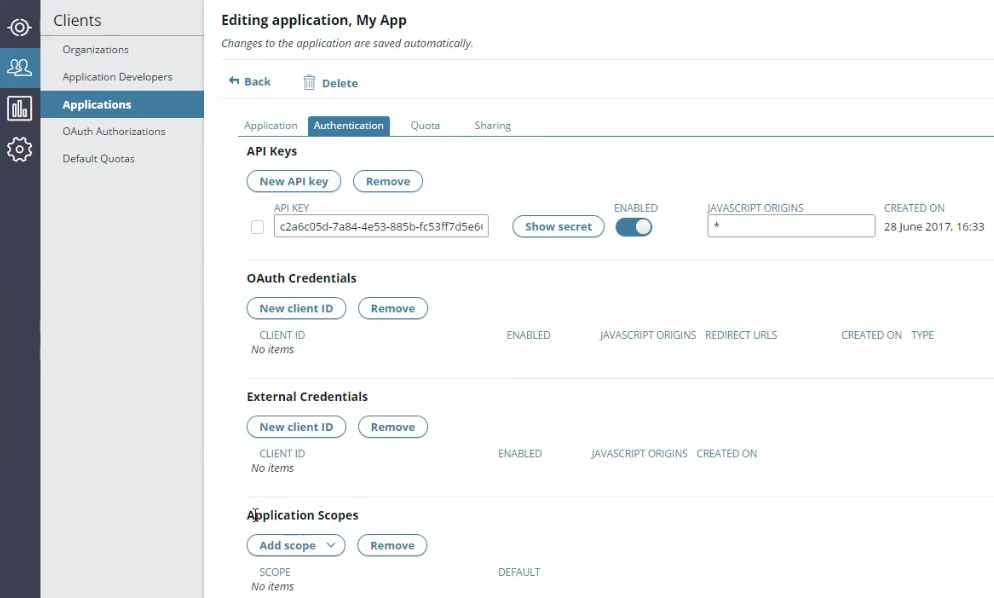 Clients
Organizations
Application Developers
Applications
OAuth Authorizations
Default Quotas
Editing application, My App
Changes to the application are saved automatically.
Back Delete
Application Authentication Quota Sharing
API Keys
New API key Remove
API KEY ENABLED JAVASCRIPT ORIGINS CREATED ON
c2a6c05d-7a84-4e53-885b-fc53ff7d5e6 Show secret * 28 June 2017, 16:33
OAuth Credentials
New client ID Remove
CLIENT ID ENABLED JAVASCRIPT ORIGINS REDIRECT URLS CREATED ON TYPE
No items
External Credentials
New client ID Remove
CLIENT ID ENABLED JAVASCRIPT ORIGINS CREATED ON
No items
Application Scopes
Add scope Remove
SCOPE DEFAULT
No items